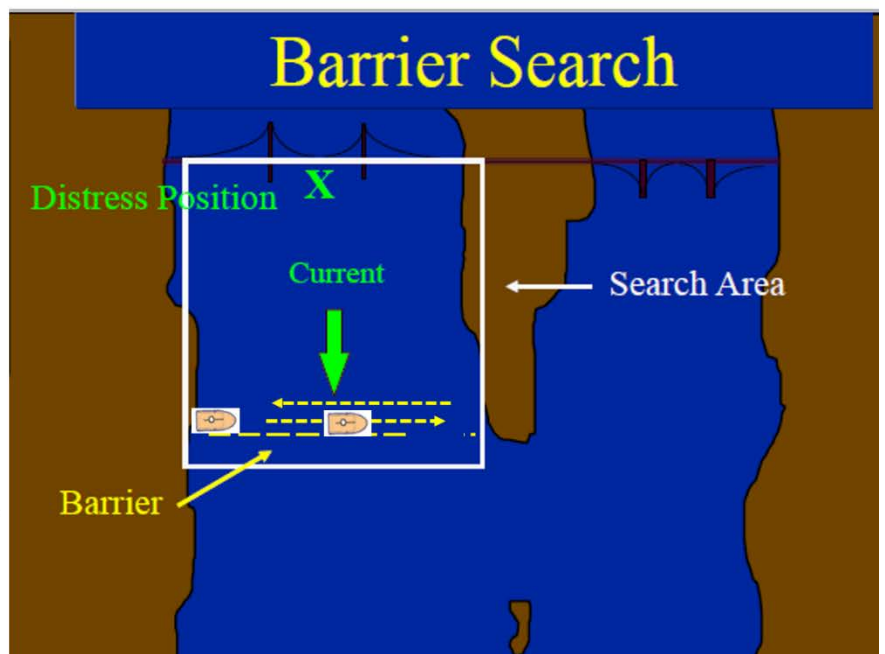 Barrier Search
Distress Position
X
Current
Search Area
Barrier